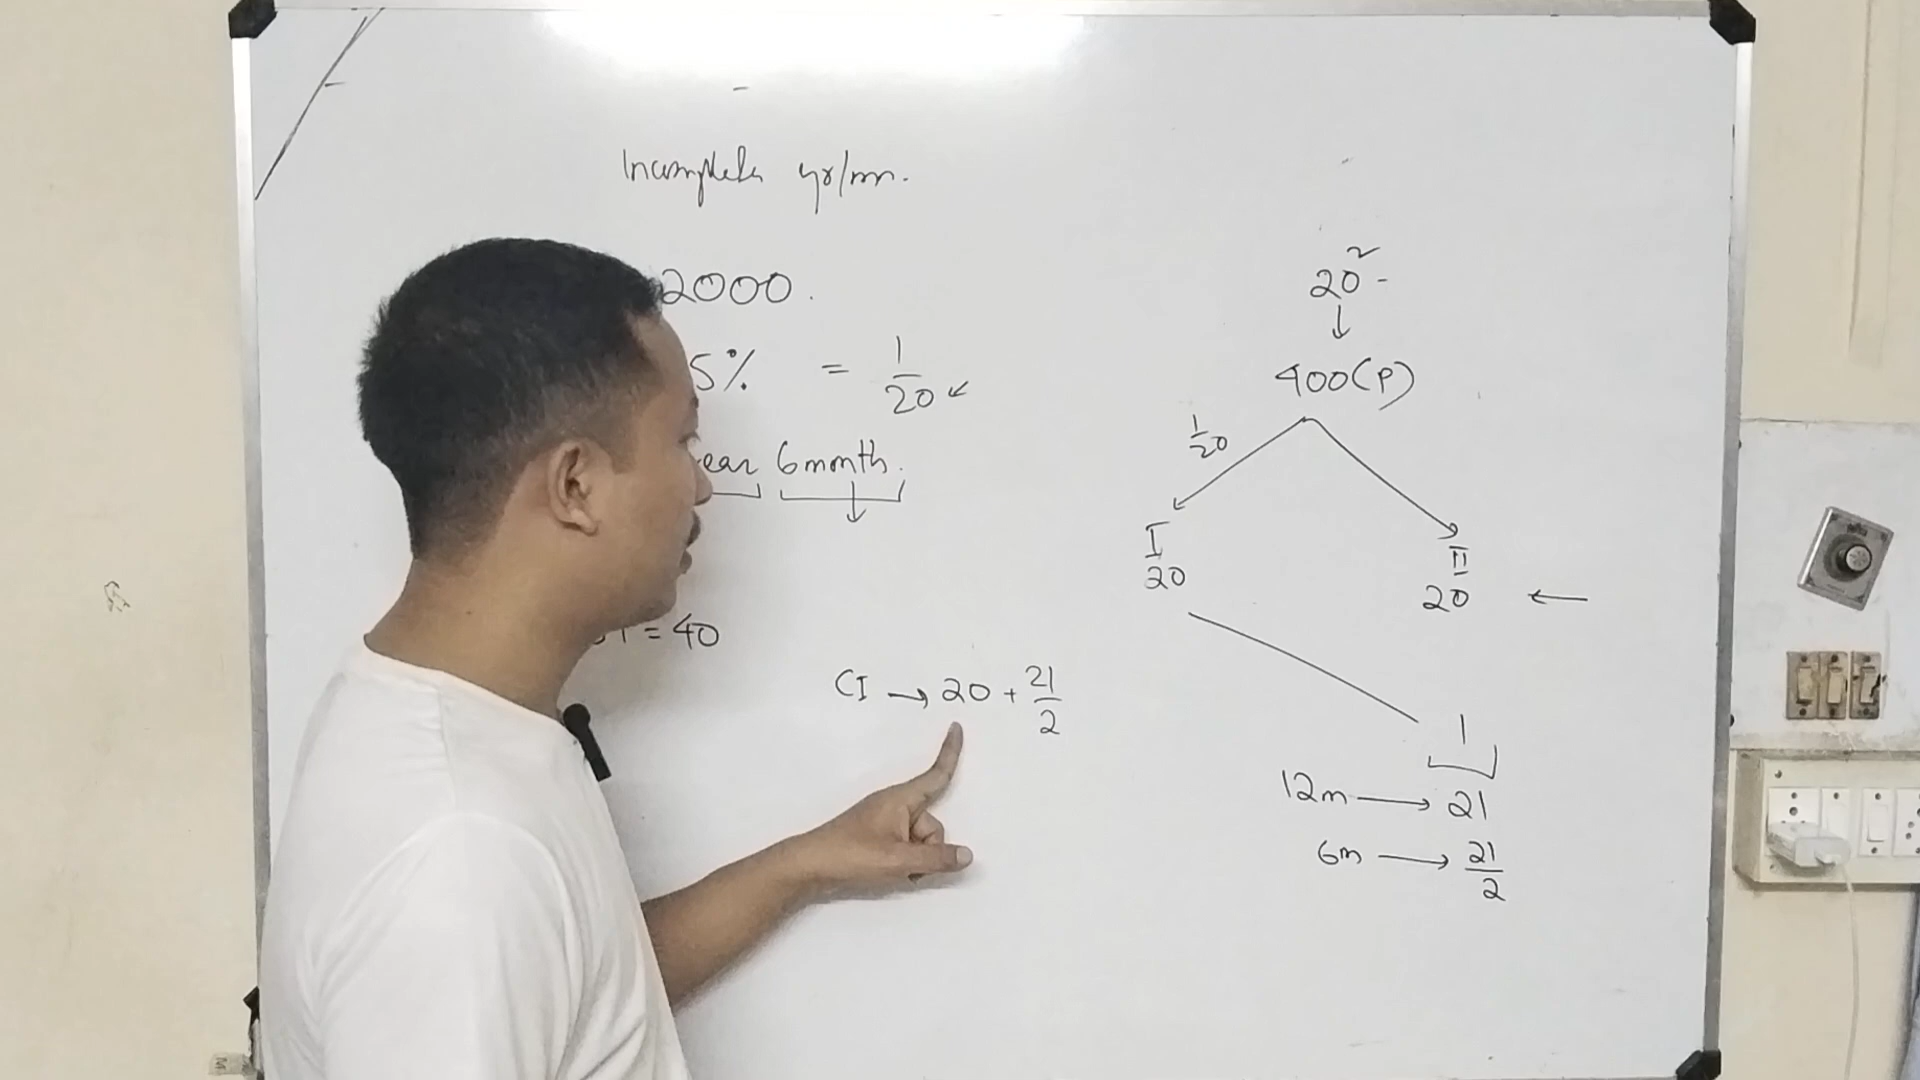 Incomplete yr/mn.
2000.
5% = 1/20
ear 6month.
= 40
CI → 20 + 21/2
20²
↓
400(P)
1/20
I II
20 20 ←
1
12m → 21
6m → 21/2